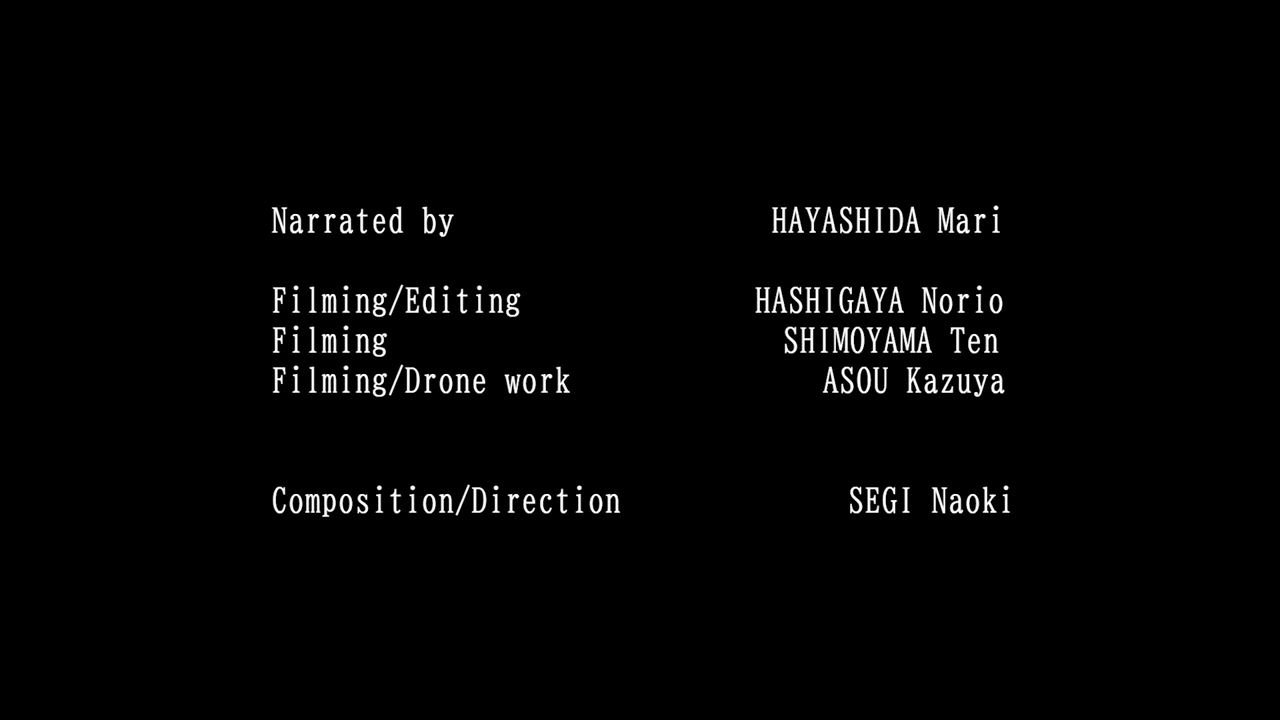 Narrated by HAYASHIDA Mari
Filming/Editing HASHIGAYA Norio
Filming SHIMOYAMA Ten
Filming/Drone work ASOU Kazuya
Composition/Direction SEGI Naoki